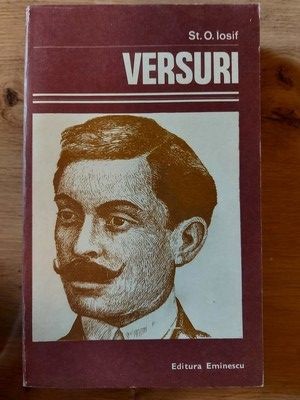 St. O. Iosif
VERSURI
Editura Eminescu